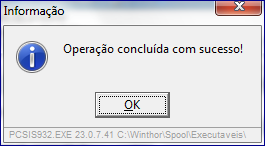 Informação
Operação concluída com sucesso!
OK
PCSIS932.EXE 23.0.7.41 C:\Winthor\Spool\Executaveis\